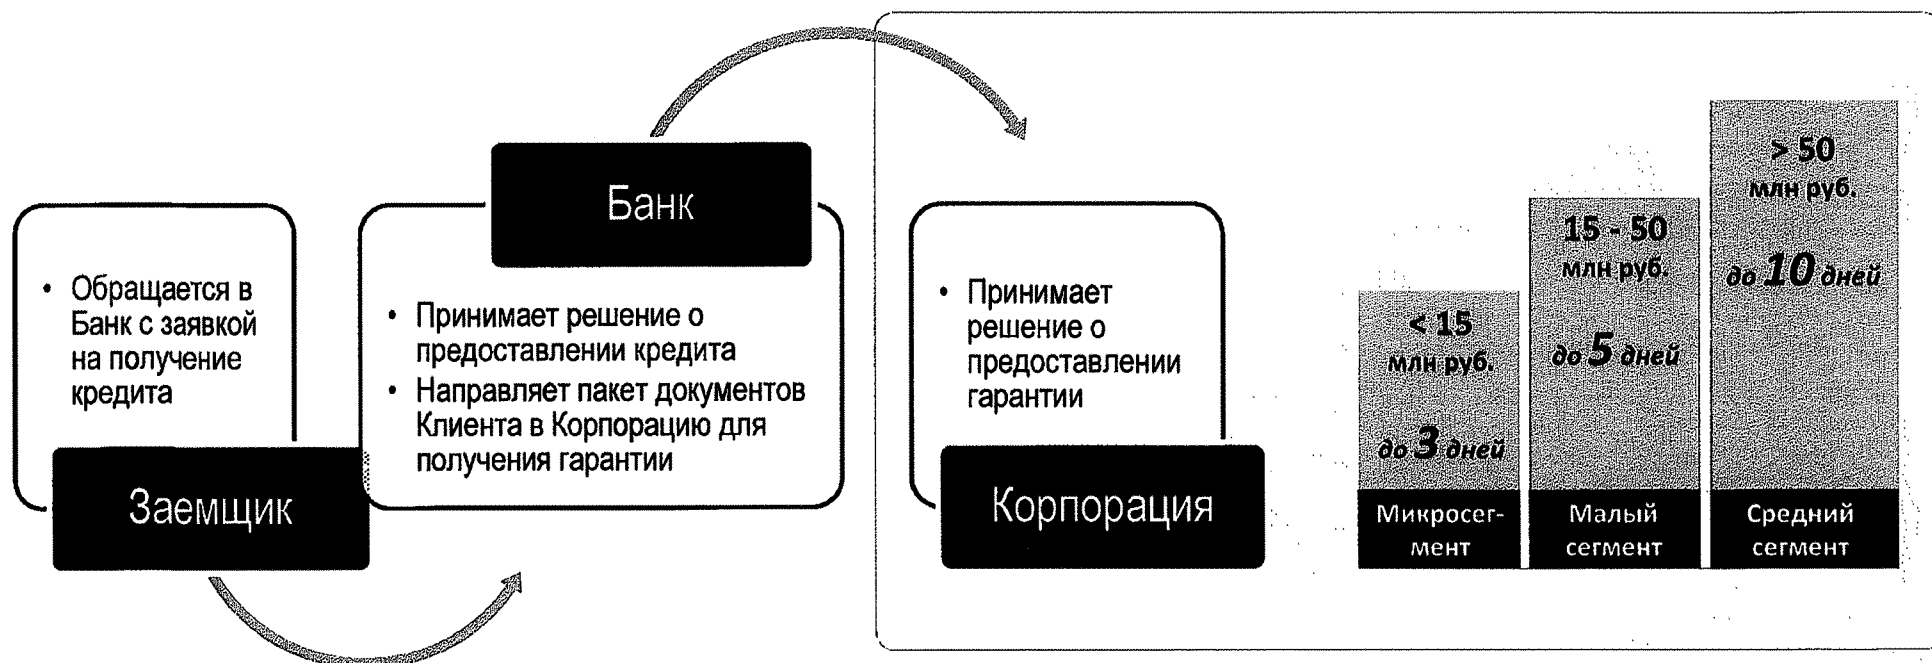 • Обращается в
Банк с заявкой
на получение
кредита
Заемщик
Банк
• Принимает решение о
предоставлении кредита
• Направляет пакет документов
Клиента в Корпорацию для
получения гарантии
• Принимает
решение о
предоставлении
гарантии
Корпорация
< 15
млн руб.
до 3 дней
Микросег-
мент
15 - 50
млн руб.
до 5 дней
Малый
сегмент
> 50
млн руб.
до 10 дней
Средний
сегмент